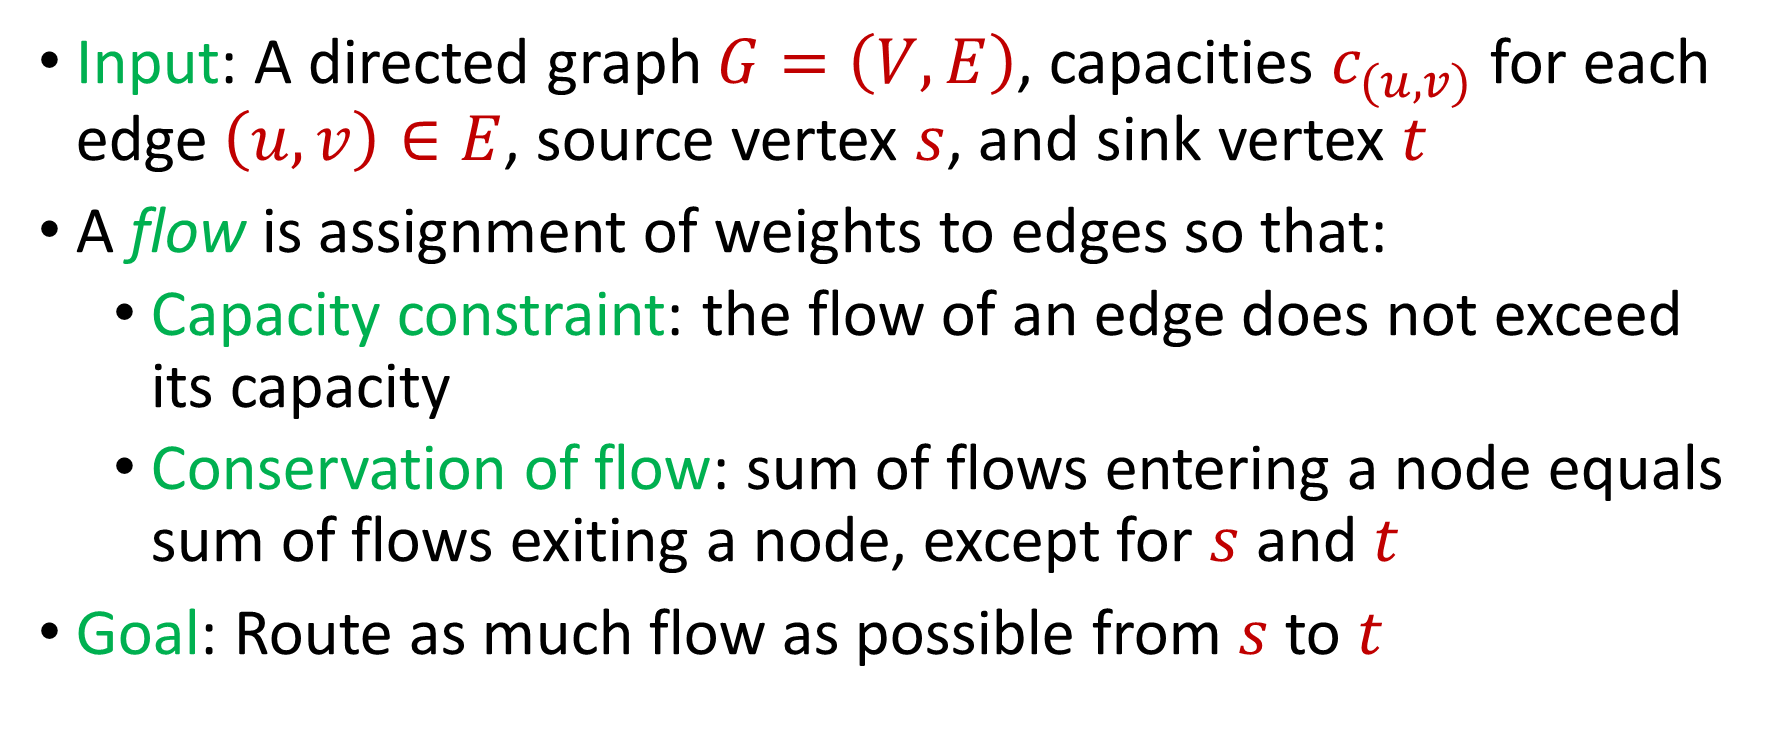 • Input: A directed graph G = (V, E), capacities c_(u,v) for each
edge (u, v) ∈ E, source vertex s, and sink vertex t
• A flow is assignment of weights to edges so that:
• Capacity constraint: the flow of an edge does not exceed
its capacity
• Conservation of flow: sum of flows entering a node equals
sum of flows exiting a node, except for s and t
• Goal: Route as much flow as possible from s to t